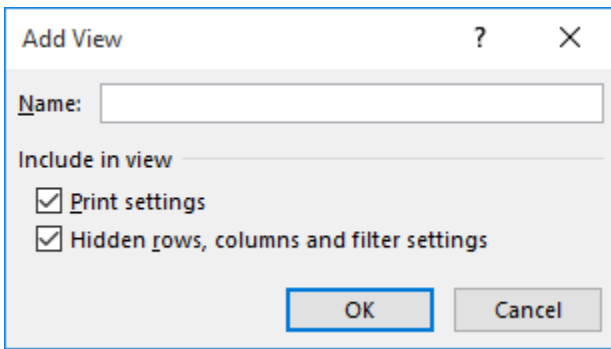 Add View ?
Name:
Include in view
Print settings
Hidden rows, columns and filter settings
OK Cancel